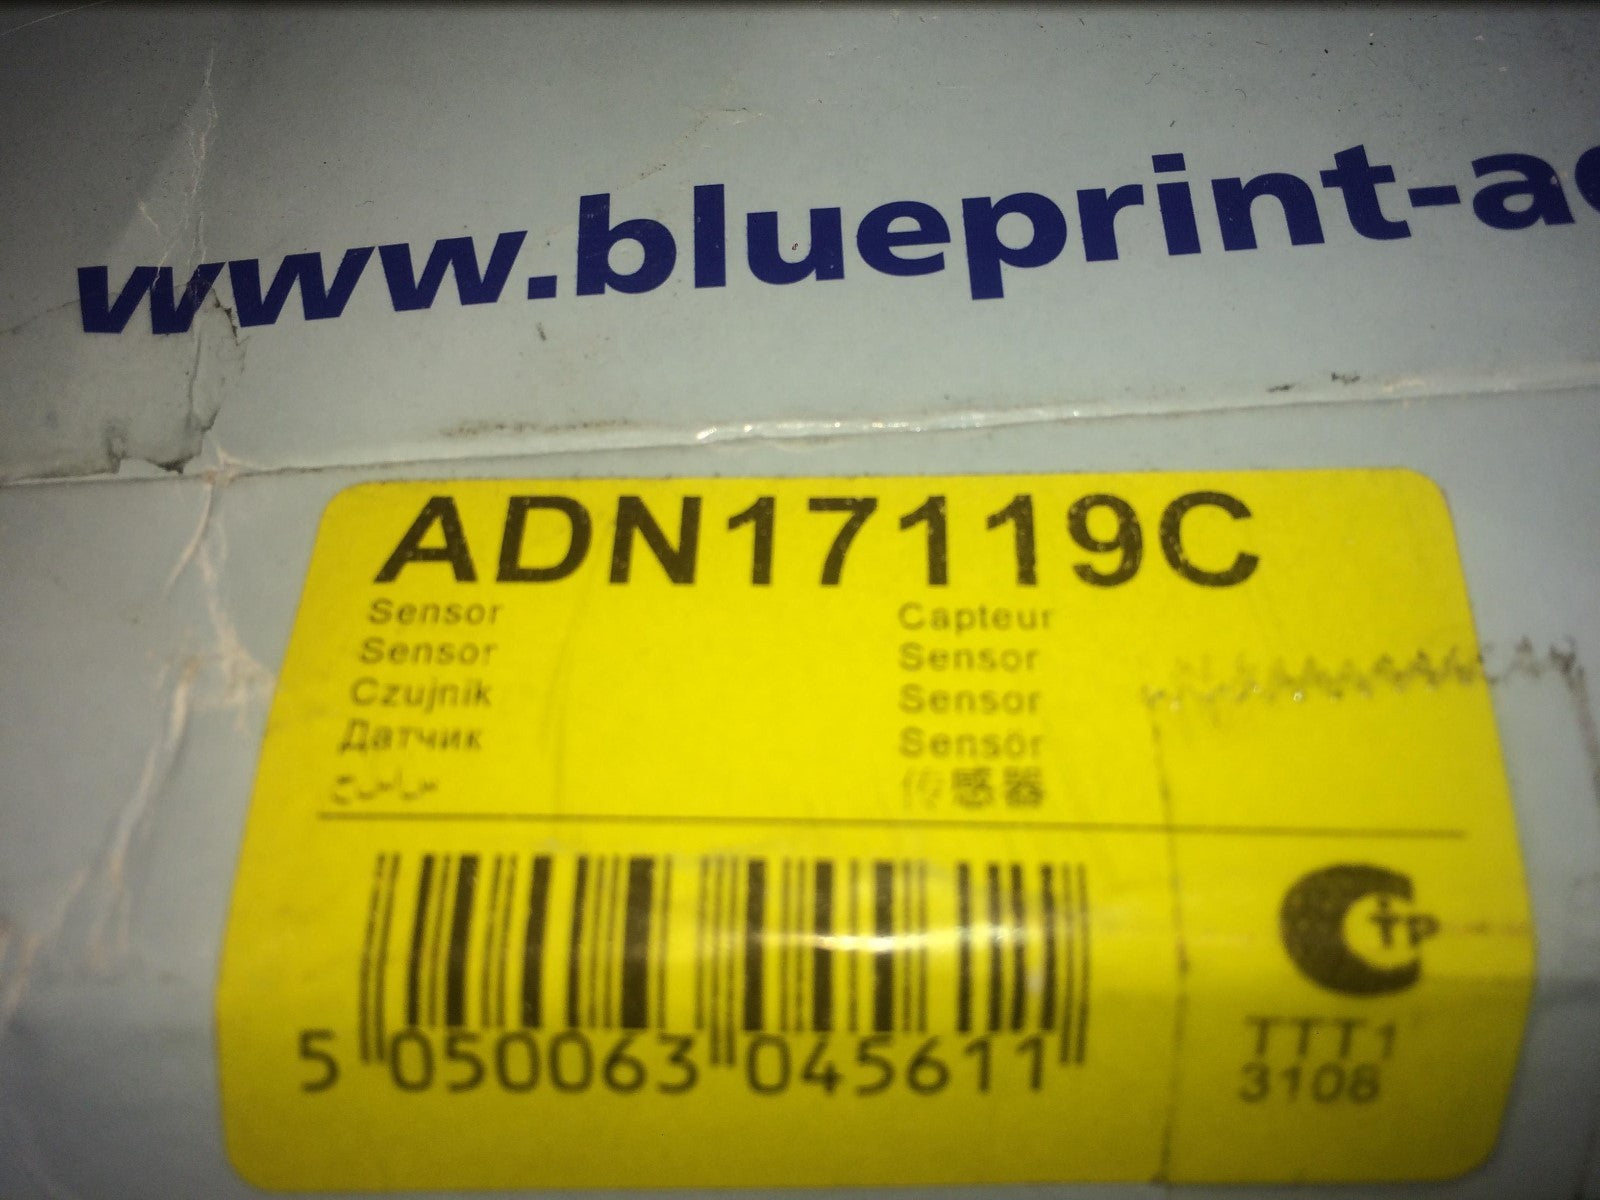 www.blueprint-ad
ADN17119C
Sensor
Capteur
Sensor
Sensor
Czujnik
Sensor
Датчик
Sensör
传感器
5 050063 045611
TTT1
3108